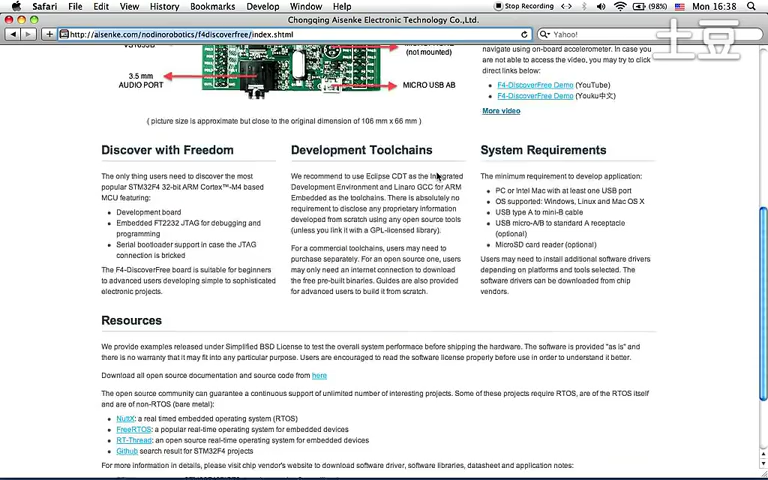 Safari File Edit View History Bookmarks Develop Window Help Stop Recording (98%) Mon 16:38
Chongqing Aisenke Electronic Technology Co.,Ltd.
http://aisenke.com/nodinorobotics/f4discoverfree/index.shtml Yahoo!
土豆
(not mounted)
3.5 mm
AUDIO PORT
MICRO USB AB
( picture size is approximate but close to the original dimension of 106 mm x 66 mm )
navigate using on-board accelerometer. In case you
are not able to access the video, you may try to click
direct links below:
F4-DiscoverFree Demo (YouTube)
F4-DiscoverFree Demo (Youku中文)
More video
Discover with Freedom
The only thing users need to discover the most
popular STM32F4 32-bit ARM Cortex™-M4 based
MCU featuring:
Development board
Embedded FT2232 JTAG for debugging and
programming
Serial bootloader support in case the JTAG
connection is bricked
The F4-DiscoverFree board is suitable for beginners
to advanced users developing simple to sophisticated
electronic projects.
Development Toolchains
We recommend to use Eclipse CDT as the Integrated
Development Environment and Linaro GCC for ARM
Embedded as the toolchains. There is absolutely no
requirement to disclose any proprietary information
developed from scratch using any open source tools
(unless you link it with a GPL-licensed library).
For a commercial toolchains, users may need to
purchase separately. For an open source one, users
may only need an internet connection to download
the free pre-built binaries. Guides are also provided
for advanced users to build it from scratch.
System Requirements
The minimum requirement to develop application:
PC or Intel Mac with at least one USB port
OS supported: Windows, Linux and Mac OS X
USB type A to mini-B cable
USB micro-A/B to standard A receptacle
(optional)
MicroSD card reader (optional)
Users may need to install additional software drivers
depending on platforms and tools selected. The
software drivers can be downloaded from chip
vendors.
Resources
We provide examples released under Simplified BSD License to test the overall system performace before shipping the hardware. The software is provided "as is" and
there is no warranty that it may fit into any particular purpose. Users are encouraged to read the software license properly before use in order to understand it better.
Download all open source documentation and source code from here
The open source community can guarantee a continuous support of unlimited number of interesting projects. Some of these projects require RTOS, are of the RTOS itself
and are of non-RTOS (bare metal):
NuttX: a real timed embedded operating system (RTOS)
FreeRTOS: a popular real-time operating system for embedded devices
RT-Thread: an open source real-time operating system for embedded devices
Github search result for STM32F4 projects
For more information in details, please visit chip vendor's website to download software driver, software libraries, datasheet and application notes: